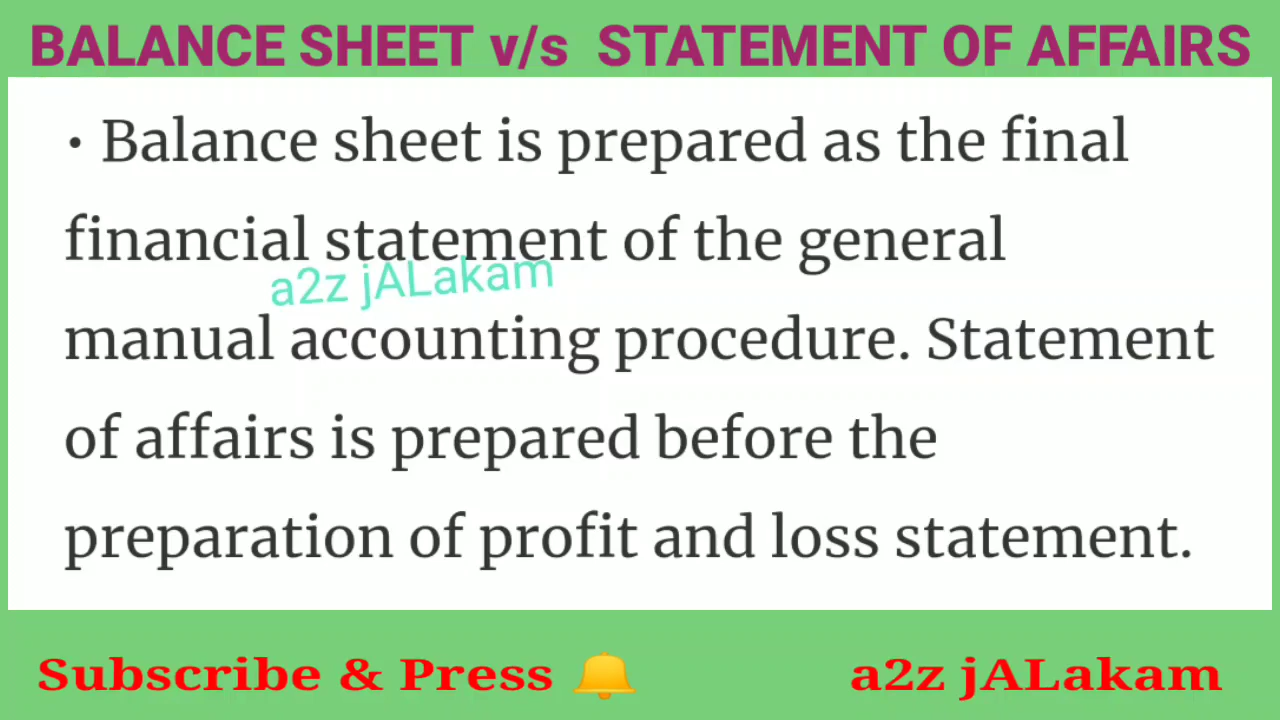 BALANCE SHEET v/s STATEMENT OF AFFAIRS
• Balance sheet is prepared as the final
financial statement of the general
a2z jALakam
manual accounting procedure. Statement
of affairs is prepared before the
preparation of profit and loss statement.
Subscribe & Press 🔔 a2z jALakam